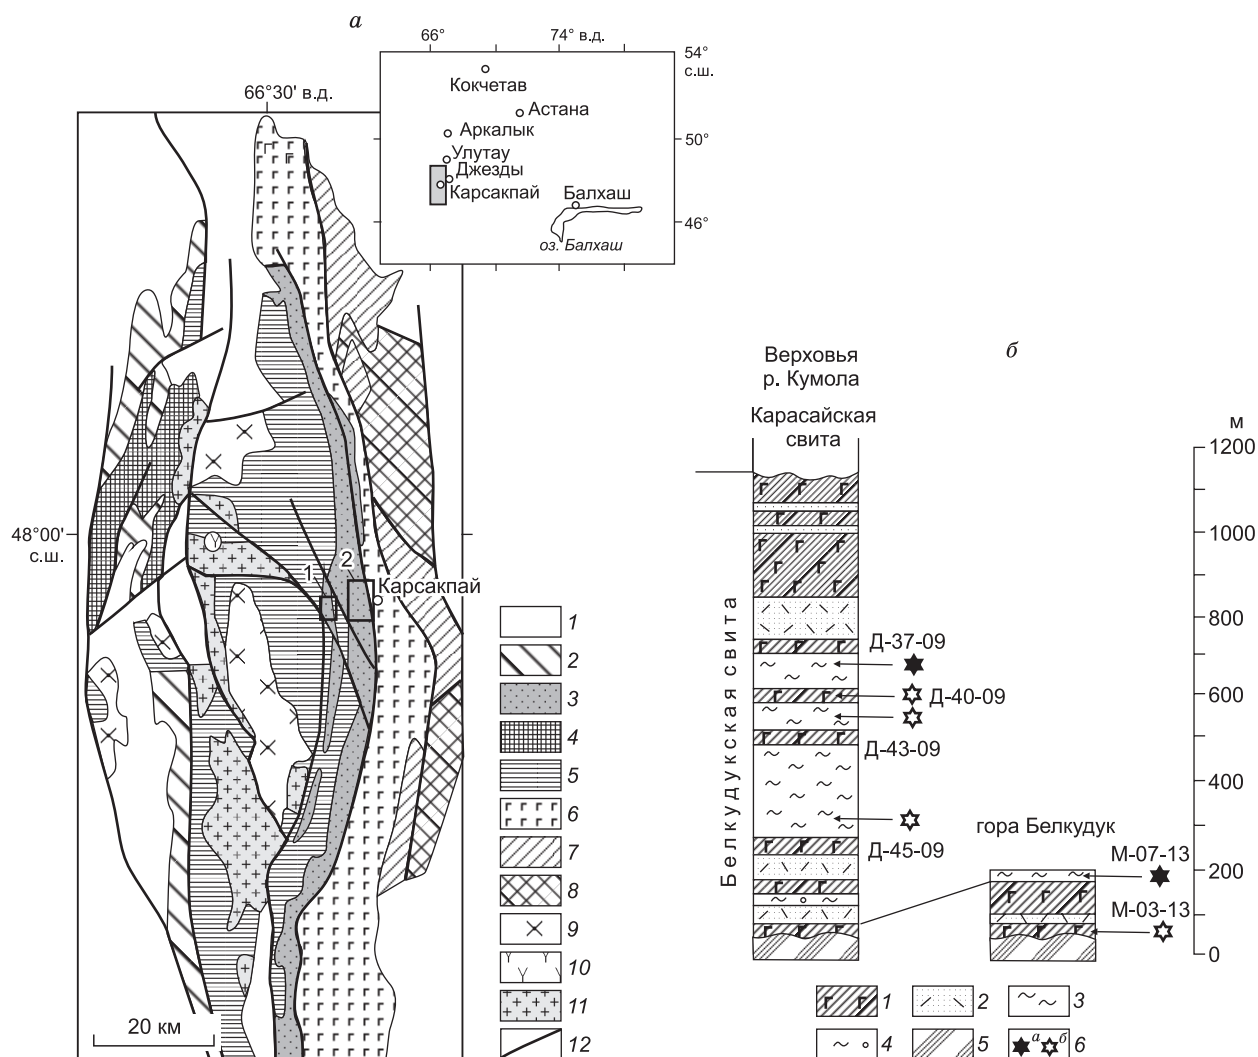 а
66°
74° в.д.
54°
с.ш.
Кокчетав
Астана
50°
Аркалык
Улутау
Джезды
Карсакпай
Балхаш
46°
оз. Балхаш
66°30' в.д.
48°00'
с.ш.
1
2
Карсакпай
20 км
1
2
3
4
5
6
7
8
9
10
11
12
б
Верховья
р. Кумола
Карасайская
свита
м
1200
1000
800
600
400
200
0
Белкудукская свита
Д-37-09
Д-40-09
Д-43-09
Д-45-09
гора Белкудук
М-07-13
М-03-13
1
2
3
4
5
а б 6